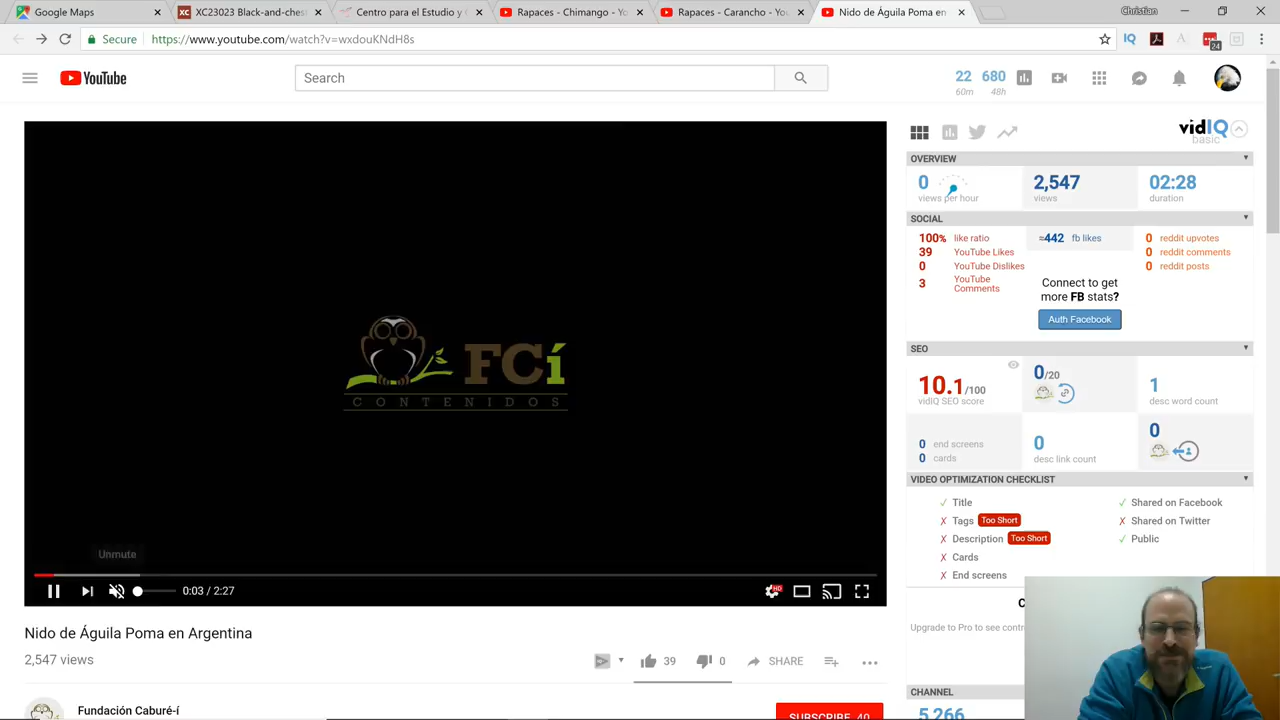 Google Maps
XC23023 Black-and-ches
Centro para el Estudio y C
Rapaces - Chimango - You
Rapaces - Carancho - You
Nido de Águila Poma en
Christian
Secure
https://www.youtube.com/watch?v=wxdouKNdH8s
IQ
24
YouTube
Search
22
60m
680
48h
vidIQ
basic
OVERVIEW
0
views per hour
2,547
views
02:28
duration
SOCIAL
100% like ratio
39 YouTube Likes
0 YouTube Dislikes
3 YouTube Comments
≈442 fb likes
Connect to get
more FB stats?
Auth Facebook
0 reddit upvotes
0 reddit comments
0 reddit posts
SEO
10.1/100
vidIQ SEO score
0/20
1
desc word count
0 end screens
0 cards
0
desc link count
0
VIDEO OPTIMIZATION CHECKLIST
Title
Tags Too Short
Description Too Short
Cards
End screens
Shared on Facebook
Shared on Twitter
Public
C
Upgrade to Pro to see contr
CHANNEL
5,266
FCí
CONTENIDOS
Unmute
0:03 / 2:27
HD
Nido de Águila Poma en Argentina
2,547 views
39
0
SHARE
Fundación Caburé-í
SUBSCRIBE 40